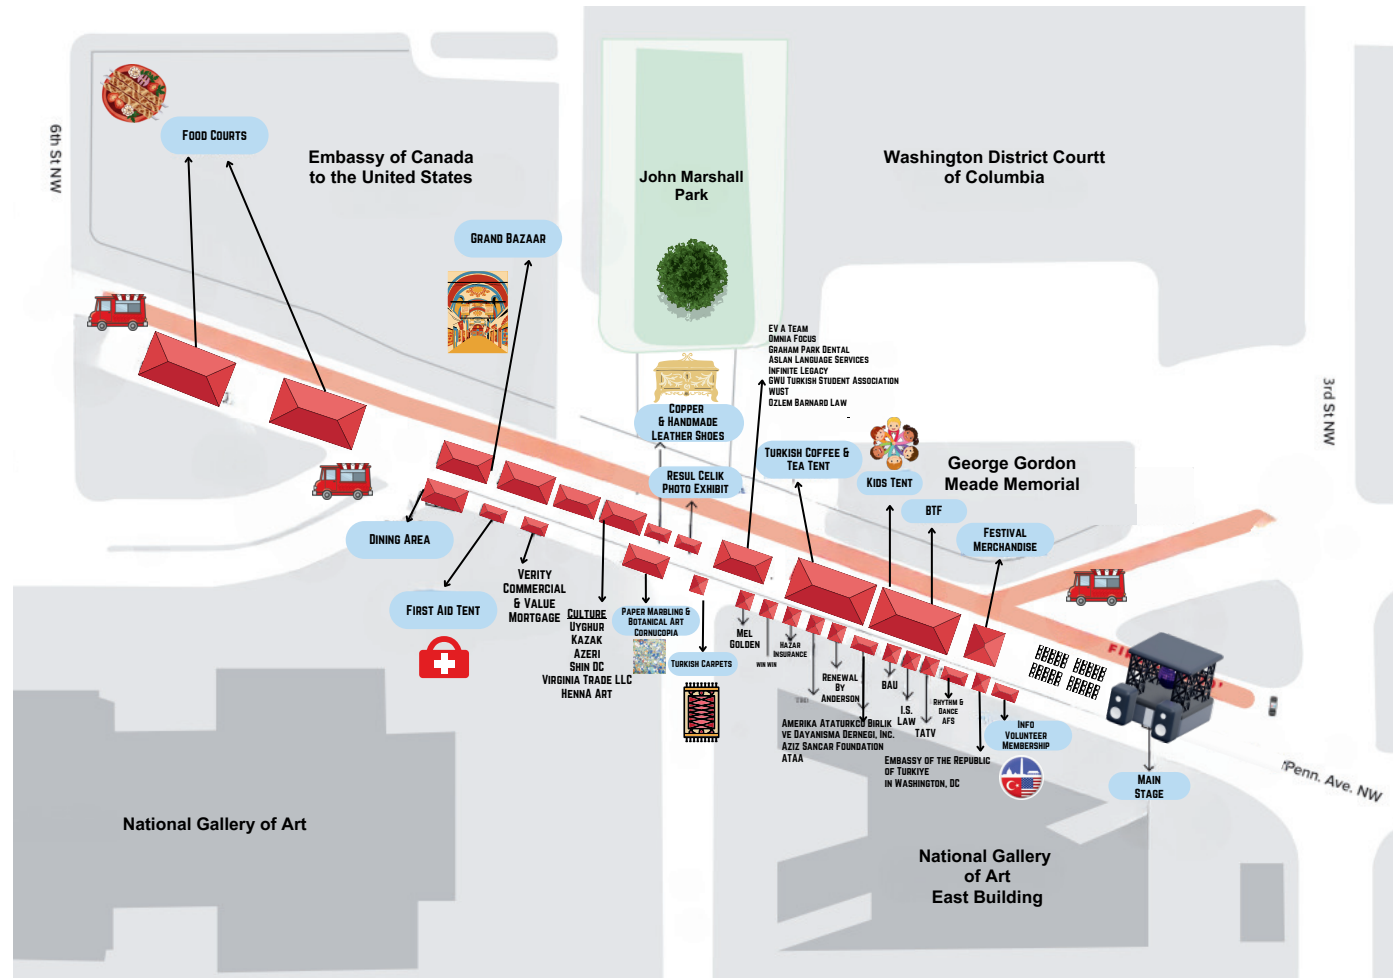 6th St NW
Food Courts
Embassy of Canada
to the United States
Grand Bazaar
John Marshall
Park
Washington District Courtt
of Columbia
3rd St NW
EV A Team
Omnia Focus
Graham Park Dental
Aslan Language Services
Infinite Legacy
GWU Turkish Student Association
WUST
Ozlem Barnard Law
Copper
& Handmade
Leather Shoes
Resul Celik
Photo Exhibit
Turkish Coffee &
Tea Tent
Kids Tent
George Gordon
Meade Memorial
BTF
Festival
Merchandise
Dining Area
First Aid Tent
Verity
Commercial
& Value
Mortgage
Culture
Uyghur
Kazak
Azeri
Shin DC
Virginia Trade LLC
Henna Art
Paper Marbling &
Botanical Art
Cornucopia
Turkish Carpets
Mel
Golden
Win Win
Hazar
Insurance
Renewal
By
Anderson
Amerika Ataturkcu Birlik
ve Dayanisma Dernegi, Inc.
Aziz Sancar Foundation
ATAA
BAU
I.S.
Law
TATV
Rhythm &
Dance
AFS
Embassy of the Republic
of Turkiye
in Washington, DC
Info
Volunteer
Membership
Main
Stage
Penn. Ave. NW
National Gallery of Art
National Gallery
of Art
East Building